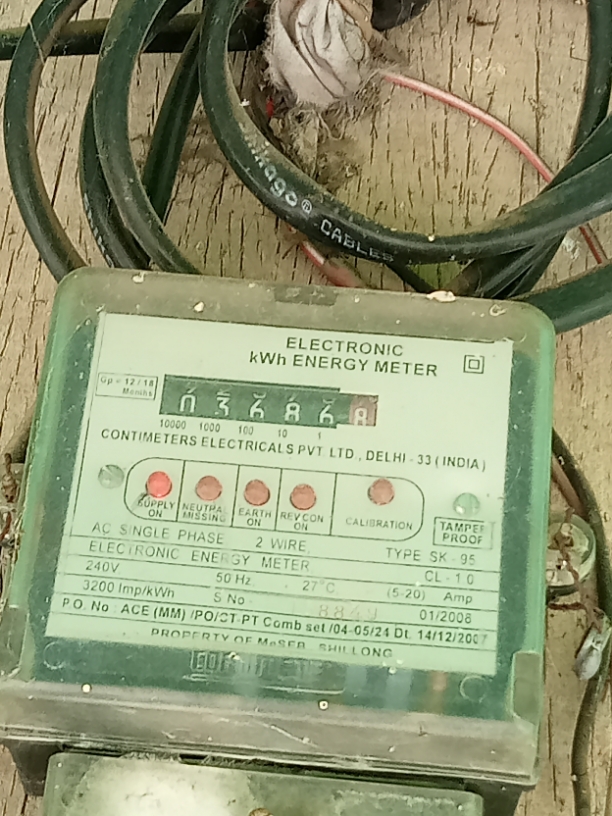 kago® CABLES
ELECTRONIC
kWh ENERGY METER
Gp = 12 / 18
Months
0 3 6 8 6 8
10000 1000 100 10 1
CONTIMETERS ELECTRICALS PVT. LTD., DELHI - 33 (INDIA)
SUPPLY ON
NEUTRAL MISSING
EARTH ON
REV CON ON
CALIBRATION
TAMPER PROOF
AC SINGLE PHASE 2 WIRE, TYPE SK - 95
ELECTRONIC ENERGY METER CL - 1.0
240V 50 Hz. 27°C (5-20) Amp
3200 Imp/kWh S.No 8849 01/2008
P.O. No : ACE (MM) /PO/CT-PT Comb set /04-05/24 Dt. 14/12/2007
PROPERTY OF MeSEB, SHILLONG